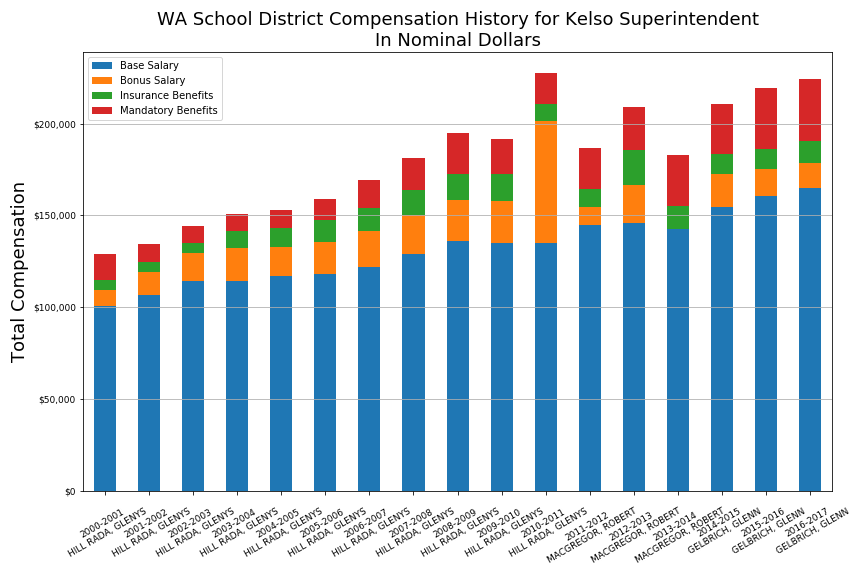 WA School District Compensation History for Kelso Superintendent
In Nominal Dollars
Base Salary
Bonus Salary
Insurance Benefits
Mandatory Benefits
Total Compensation
$200,000
$150,000
$100,000
$50,000
$0
2000-2001
HILL RADA, GLENYS
2001-2002
HILL RADA, GLENYS
2002-2003
HILL RADA, GLENYS
2003-2004
HILL RADA, GLENYS
2004-2005
HILL RADA, GLENYS
2005-2006
HILL RADA, GLENYS
2006-2007
HILL RADA, GLENYS
2007-2008
HILL RADA, GLENYS
2008-2009
HILL RADA, GLENYS
2009-2010
HILL RADA, GLENYS
2010-2011
HILL RADA, GLENYS
2011-2012
MACGREGOR, ROBERT
2012-2013
MACGREGOR, ROBERT
2013-2014
MACGREGOR, ROBERT
2014-2015
GELBRICH, GLENN
2015-2016
GELBRICH, GLENN
2016-2017
GELBRICH, GLENN